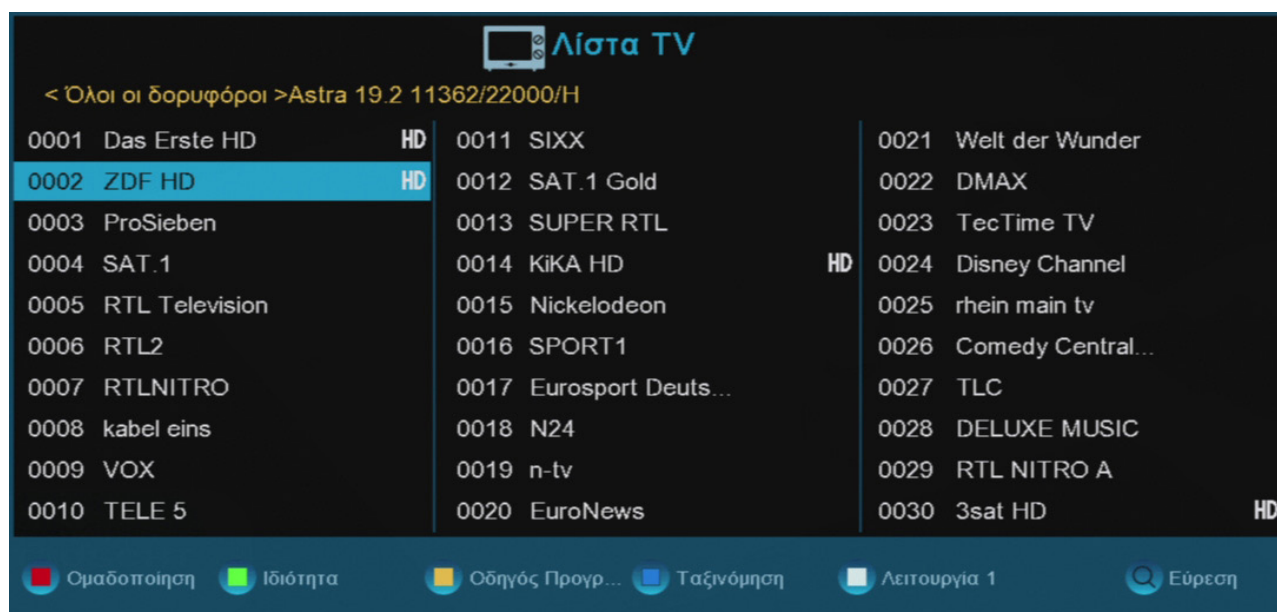 Λίστα TV
< Όλοι οι δορυφόροι >Astra 19.2 11362/22000/H
0001 Das Erste HD HD
0002 ZDF HD HD
0003 ProSieben
0004 SAT.1
0005 RTL Television
0006 RTL2
0007 RTLNITRO
0008 kabel eins
0009 VOX
0010 TELE 5
0011 SIXX
0012 SAT.1 Gold
0013 SUPER RTL
0014 KiKA HD HD
0015 Nickelodeon
0016 SPORT1
0017 Eurosport Deuts...
0018 N24
0019 n-tv
0020 EuroNews
0021 Welt der Wunder
0022 DMAX
0023 TecTime TV
0024 Disney Channel
0025 rhein main tv
0026 Comedy Central...
0027 TLC
0028 DELUXE MUSIC
0029 RTL NITRO A
0030 3sat HD HD
Ομαδοποίηση Ιδιότητα Οδηγός Προγρ... Ταξινόμηση Λειτουργία 1 Εύρεση